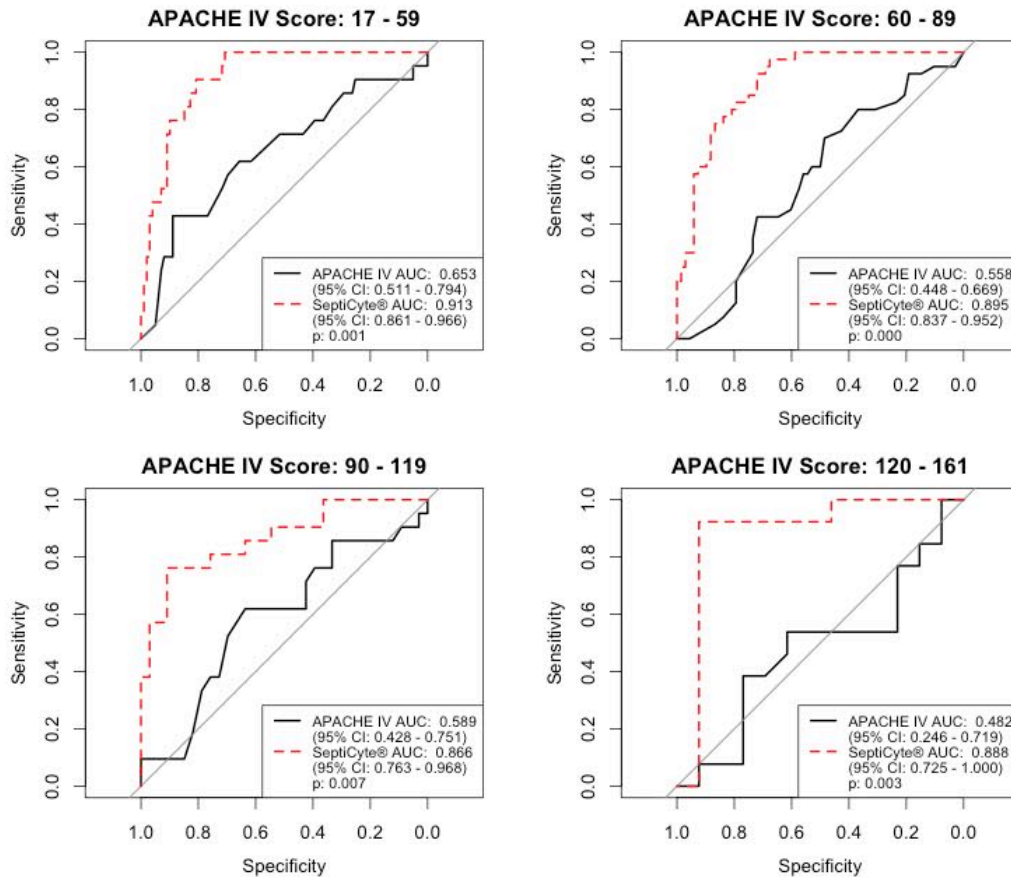 APACHE IV Score: 17 - 59
Sensitivity
0.0 0.2 0.4 0.6 0.8 1.0
APACHE IV AUC: 0.653
(95% CI: 0.511 - 0.794)
SeptiCyte® AUC: 0.913
(95% CI: 0.861 - 0.966)
p: 0.001
1.0 0.8 0.6 0.4 0.2 0.0
Specificity
APACHE IV Score: 60 - 89
Sensitivity
0.0 0.2 0.4 0.6 0.8 1.0
APACHE IV AUC: 0.558
(95% CI: 0.448 - 0.669)
SeptiCyte® AUC: 0.895
(95% CI: 0.837 - 0.952)
p: 0.000
1.0 0.8 0.6 0.4 0.2 0.0
Specificity
APACHE IV Score: 90 - 119
Sensitivity
0.0 0.2 0.4 0.6 0.8 1.0
APACHE IV AUC: 0.589
(95% CI: 0.428 - 0.751)
SeptiCyte® AUC: 0.866
(95% CI: 0.763 - 0.968)
p: 0.007
1.0 0.8 0.6 0.4 0.2 0.0
Specificity
APACHE IV Score: 120 - 161
Sensitivity
0.0 0.2 0.4 0.6 0.8 1.0
APACHE IV AUC: 0.482
(95% CI: 0.246 - 0.719)
SeptiCyte® AUC: 0.888
(95% CI: 0.725 - 1.000)
p: 0.003
1.0 0.8 0.6 0.4 0.2 0.0
Specificity